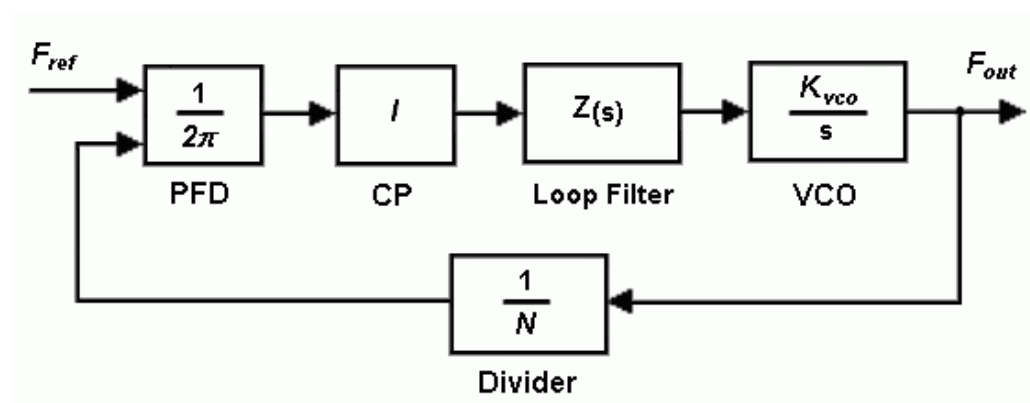 F_ref
1
2π
PFD
I
CP
Z(s)
Loop Filter
K_vco
s
VCO
F_out
1
N
Divider